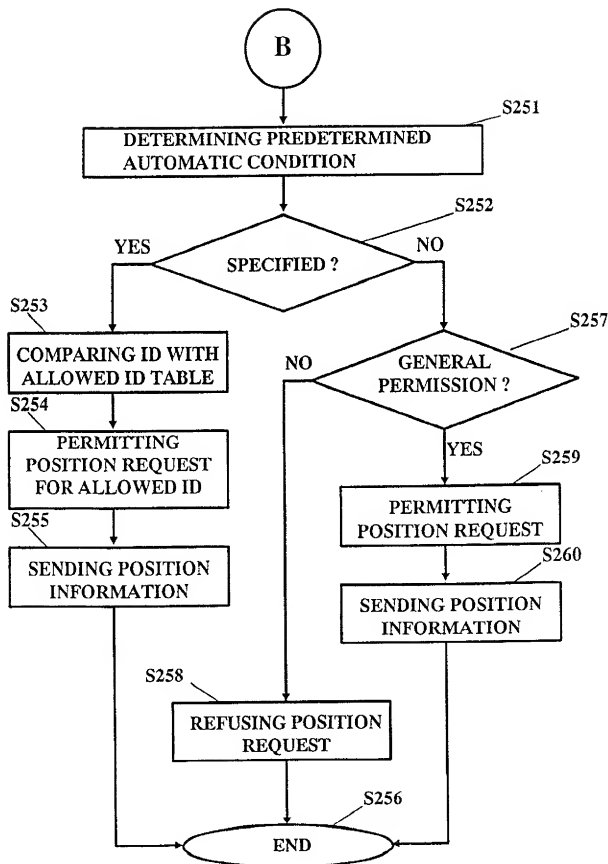 B
S251
DETERMINING PREDETERMINED
AUTOMATIC CONDITION
S252
YES
NO
SPECIFIED ?
S253
COMPARING ID WITH
ALLOWED ID TABLE
S254
PERMITTING
POSITION REQUEST
FOR ALLOWED ID
S255
SENDING POSITION
INFORMATION
S257
NO
GENERAL
PERMISSION ?
YES
S259
PERMITTING
POSITION REQUEST
S260
SENDING POSITION
INFORMATION
S258
REFUSING POSITION
REQUEST
S256
END